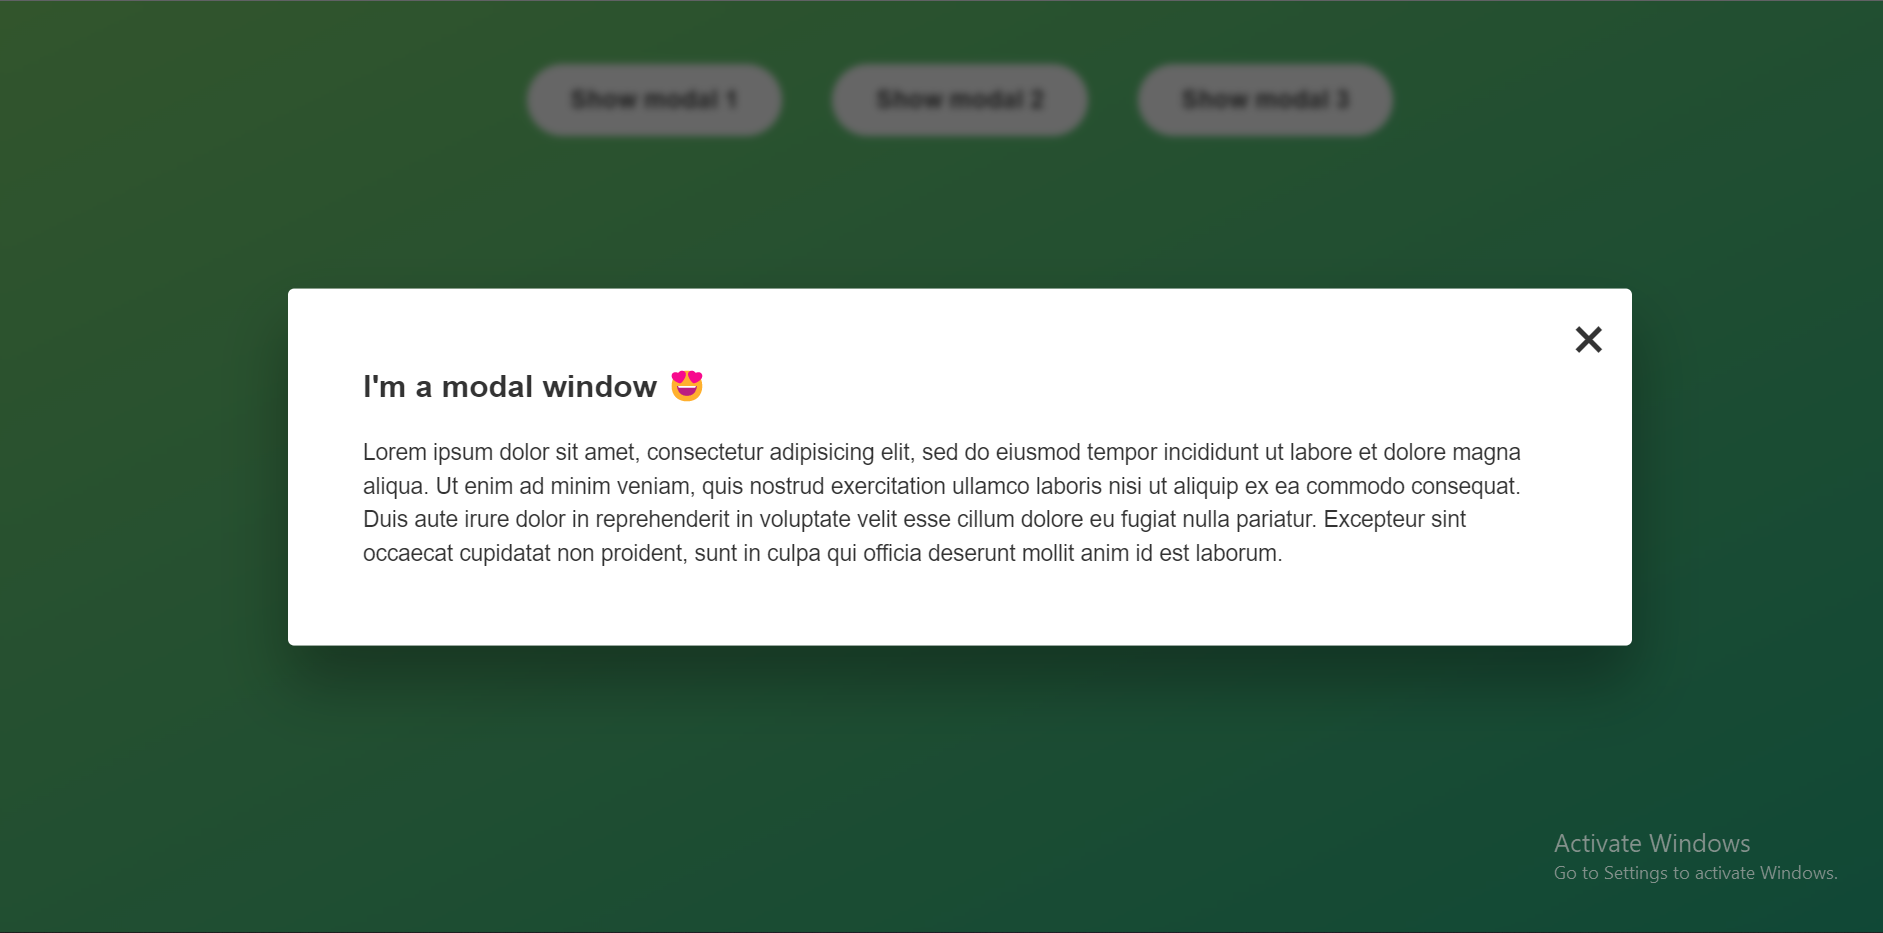 Show modal 1
Show modal 2
Show modal 3
×
I'm a modal window 😍
Lorem ipsum dolor sit amet, consectetur adipisicing elit, sed do eiusmod tempor incididunt ut labore et dolore magna
aliqua. Ut enim ad minim veniam, quis nostrud exercitation ullamco laboris nisi ut aliquip ex ea commodo consequat.
Duis aute irure dolor in reprehenderit in voluptate velit esse cillum dolore eu fugiat nulla pariatur. Excepteur sint
occaecat cupidatat non proident, sunt in culpa qui officia deserunt mollit anim id est laborum.
Activate Windows
Go to Settings to activate Windows.